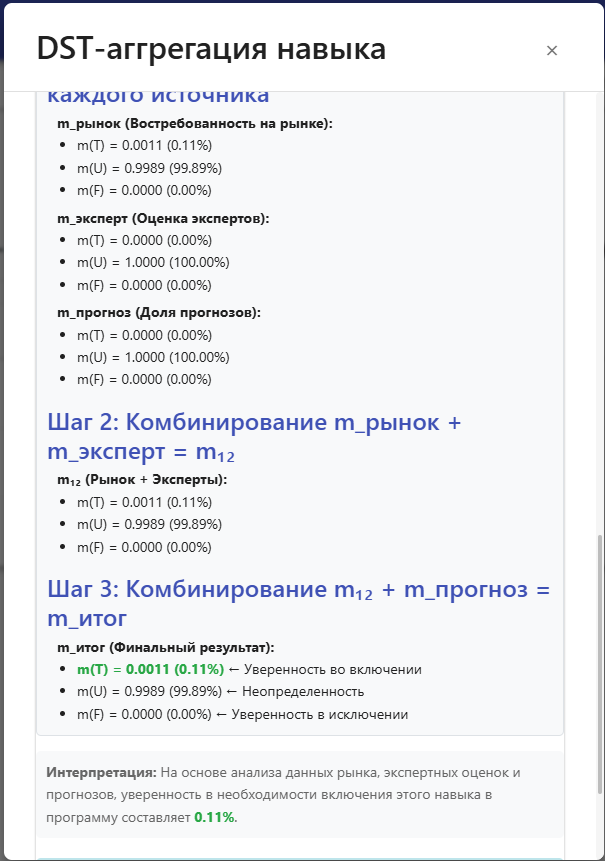 DST-аггрегация навыка
×
каждого источника
m_рынок (Востребованность на рынке):
• m(T) = 0.0011 (0.11%)
• m(U) = 0.9989 (99.89%)
• m(F) = 0.0000 (0.00%)
m_эксперт (Оценка экспертов):
• m(T) = 0.0000 (0.00%)
• m(U) = 1.0000 (100.00%)
• m(F) = 0.0000 (0.00%)
m_прогноз (Доля прогнозов):
• m(T) = 0.0000 (0.00%)
• m(U) = 1.0000 (100.00%)
• m(F) = 0.0000 (0.00%)
Шаг 2: Комбинирование m_рынок +
m_эксперт = m₁₂
m₁₂ (Рынок + Эксперты):
• m(T) = 0.0011 (0.11%)
• m(U) = 0.9989 (99.89%)
• m(F) = 0.0000 (0.00%)
Шаг 3: Комбинирование m₁₂ + m_прогноз =
m_итог
m_итог (Финальный результат):
• m(T) = 0.0011 (0.11%) ← Уверенность во включении
• m(U) = 0.9989 (99.89%) ← Неопределенность
• m(F) = 0.0000 (0.00%) ← Уверенность в исключении
Интерпретация: На основе анализа данных рынка, экспертных оценок и
прогнозов, уверенность в необходимости включения этого навыка в
программу составляет 0.11%.